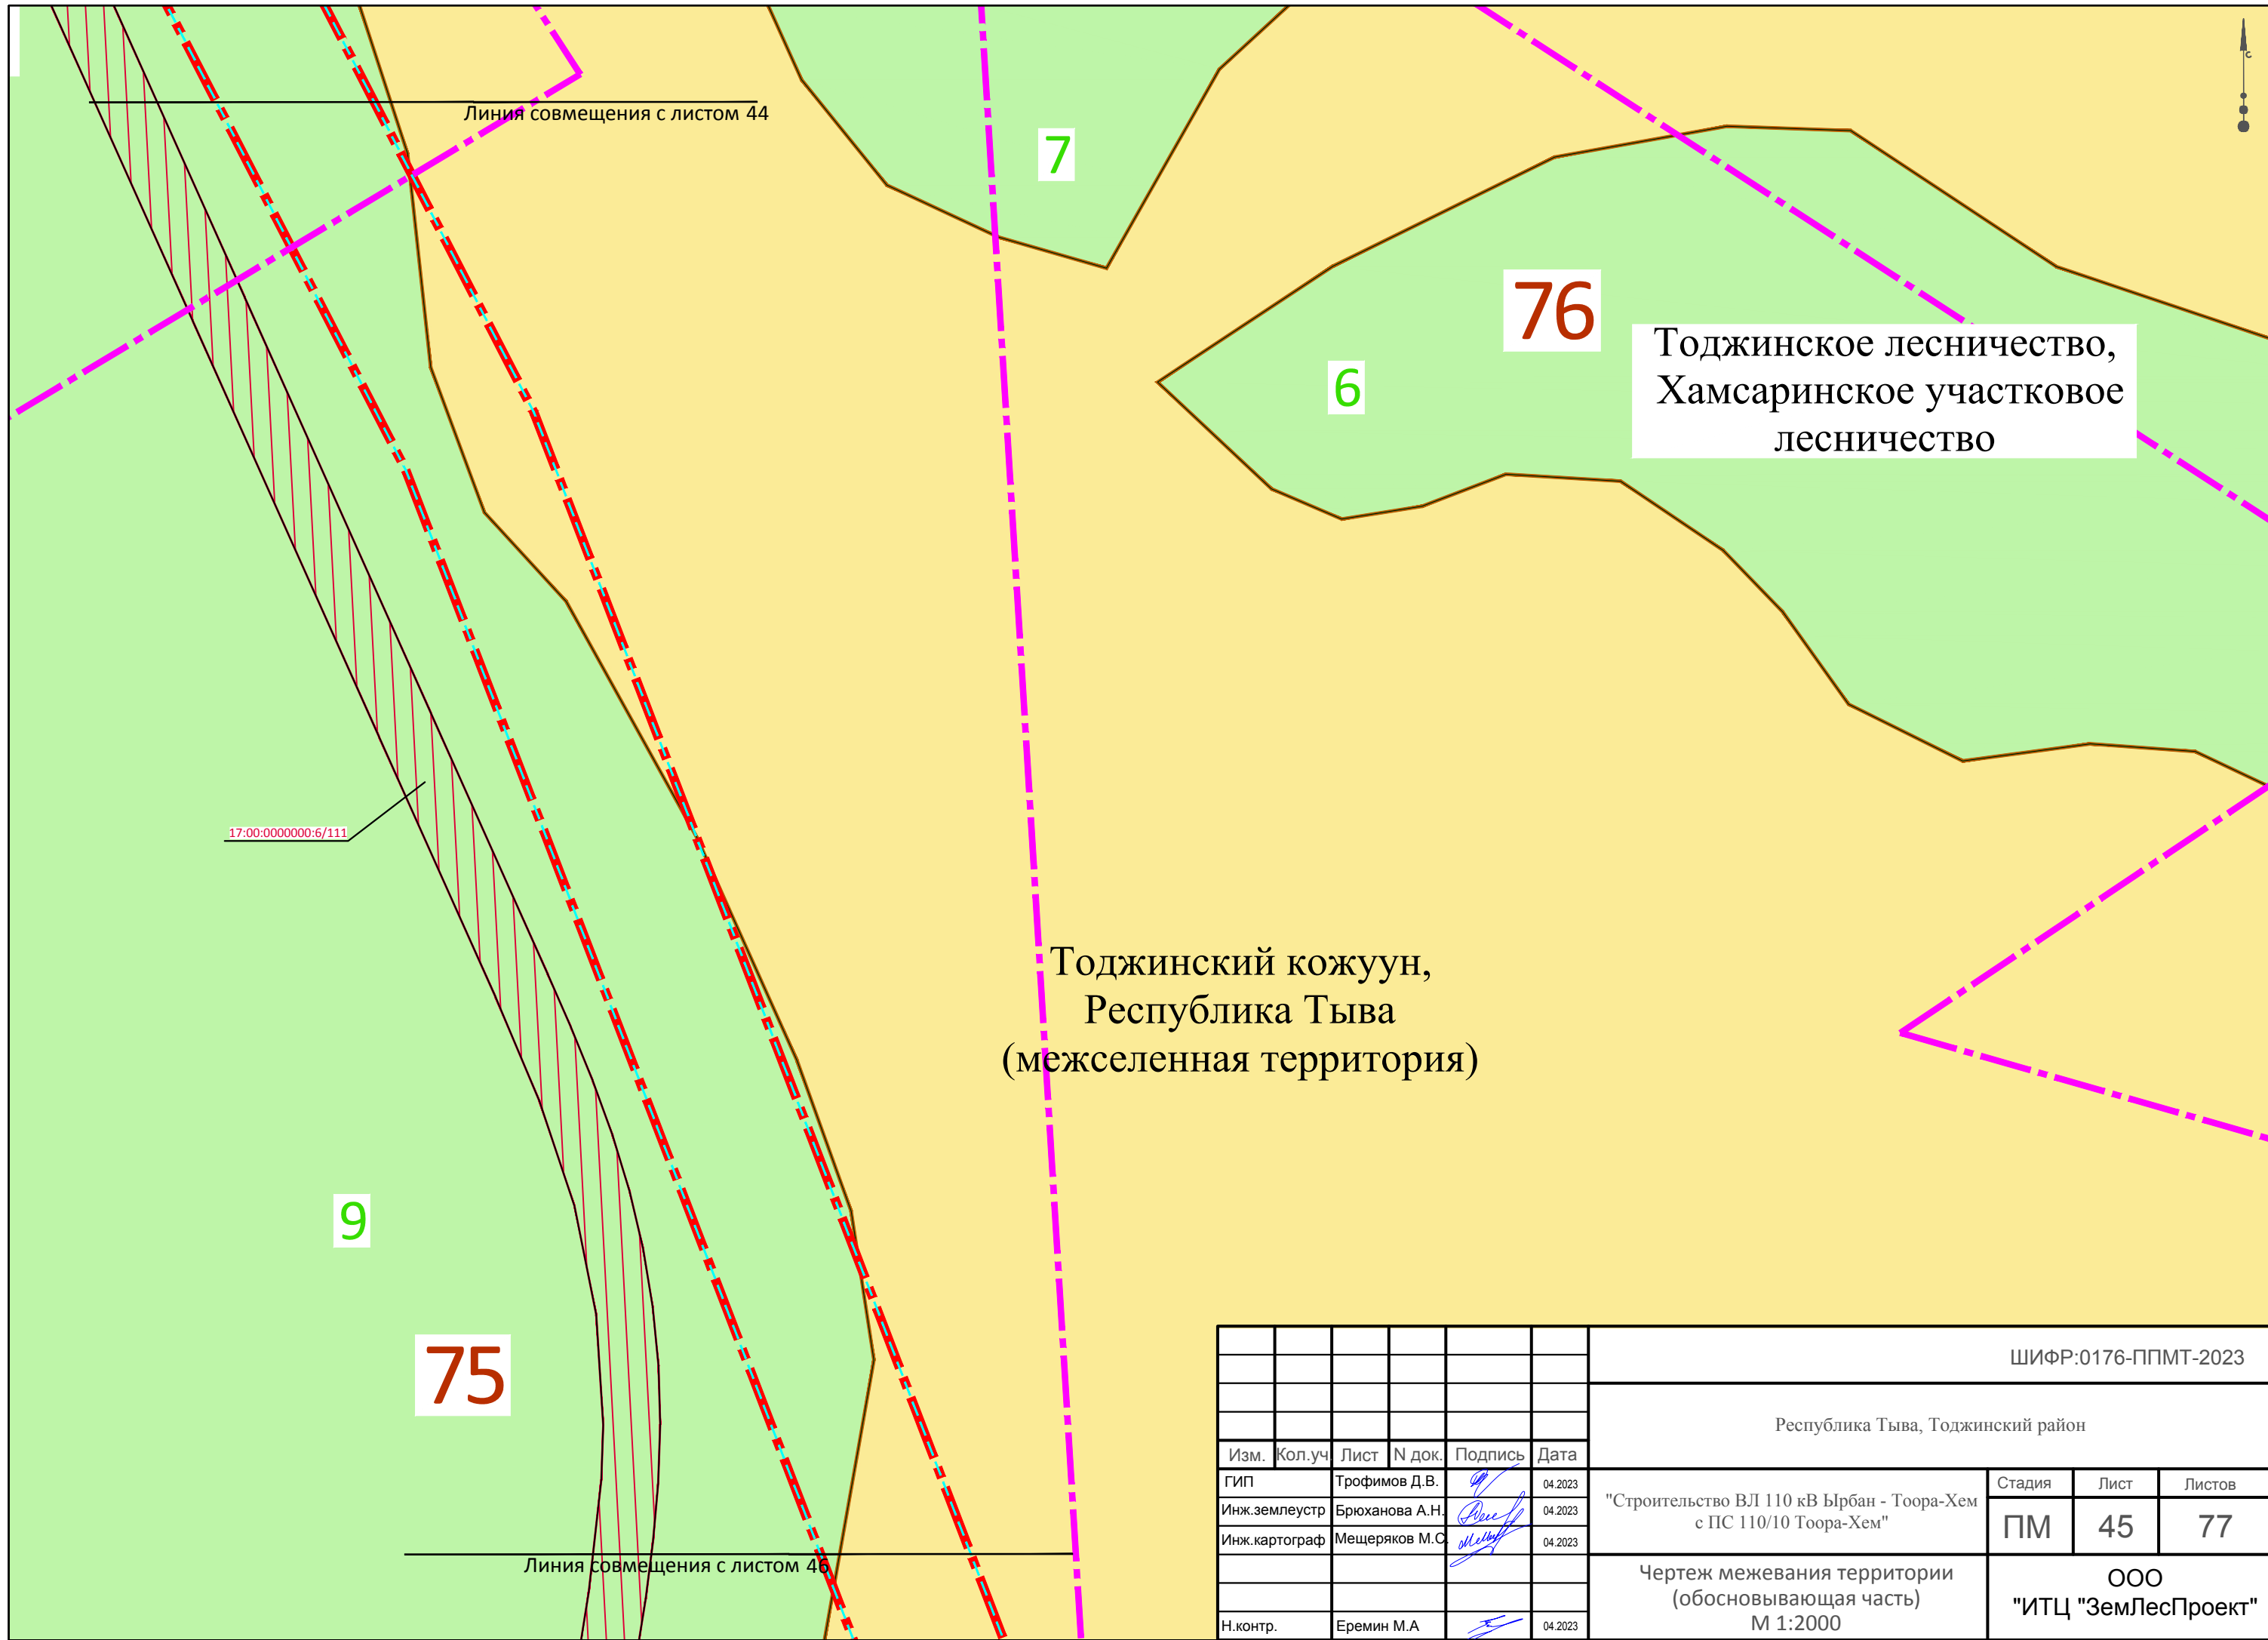 Линия совмещения с листом 44
С
7
76
Тоджинское лесничество,
Хамсаринское участковое
лесничество
6
17:00:0000000:6/111
Тоджинский кожуун,
Республика Тыва
(межселенная территория)
9
75
Линия совмещения с листом 46
ШИФР:0176-ППМТ-2023
Республика Тыва, Тоджинский район
Изм. Кол.уч Лист N док. Подпись Дата
ГИП Трофимов Д.В. 04.2023
Инж.землеустр Брюханова А.Н. 04.2023
Инж.картограф Мещеряков М.С. 04.2023
Н.контр. Еремин М.А 04.2023
"Строительство ВЛ 110 кВ Ырбан - Тоора-Хем
с ПС 110/10 Тоора-Хем"
Стадия Лист Листов
ПМ 45 77
Чертеж межевания территории
(обосновывающая часть)
М 1:2000
ООО
"ИТЦ "ЗемЛесПроект"